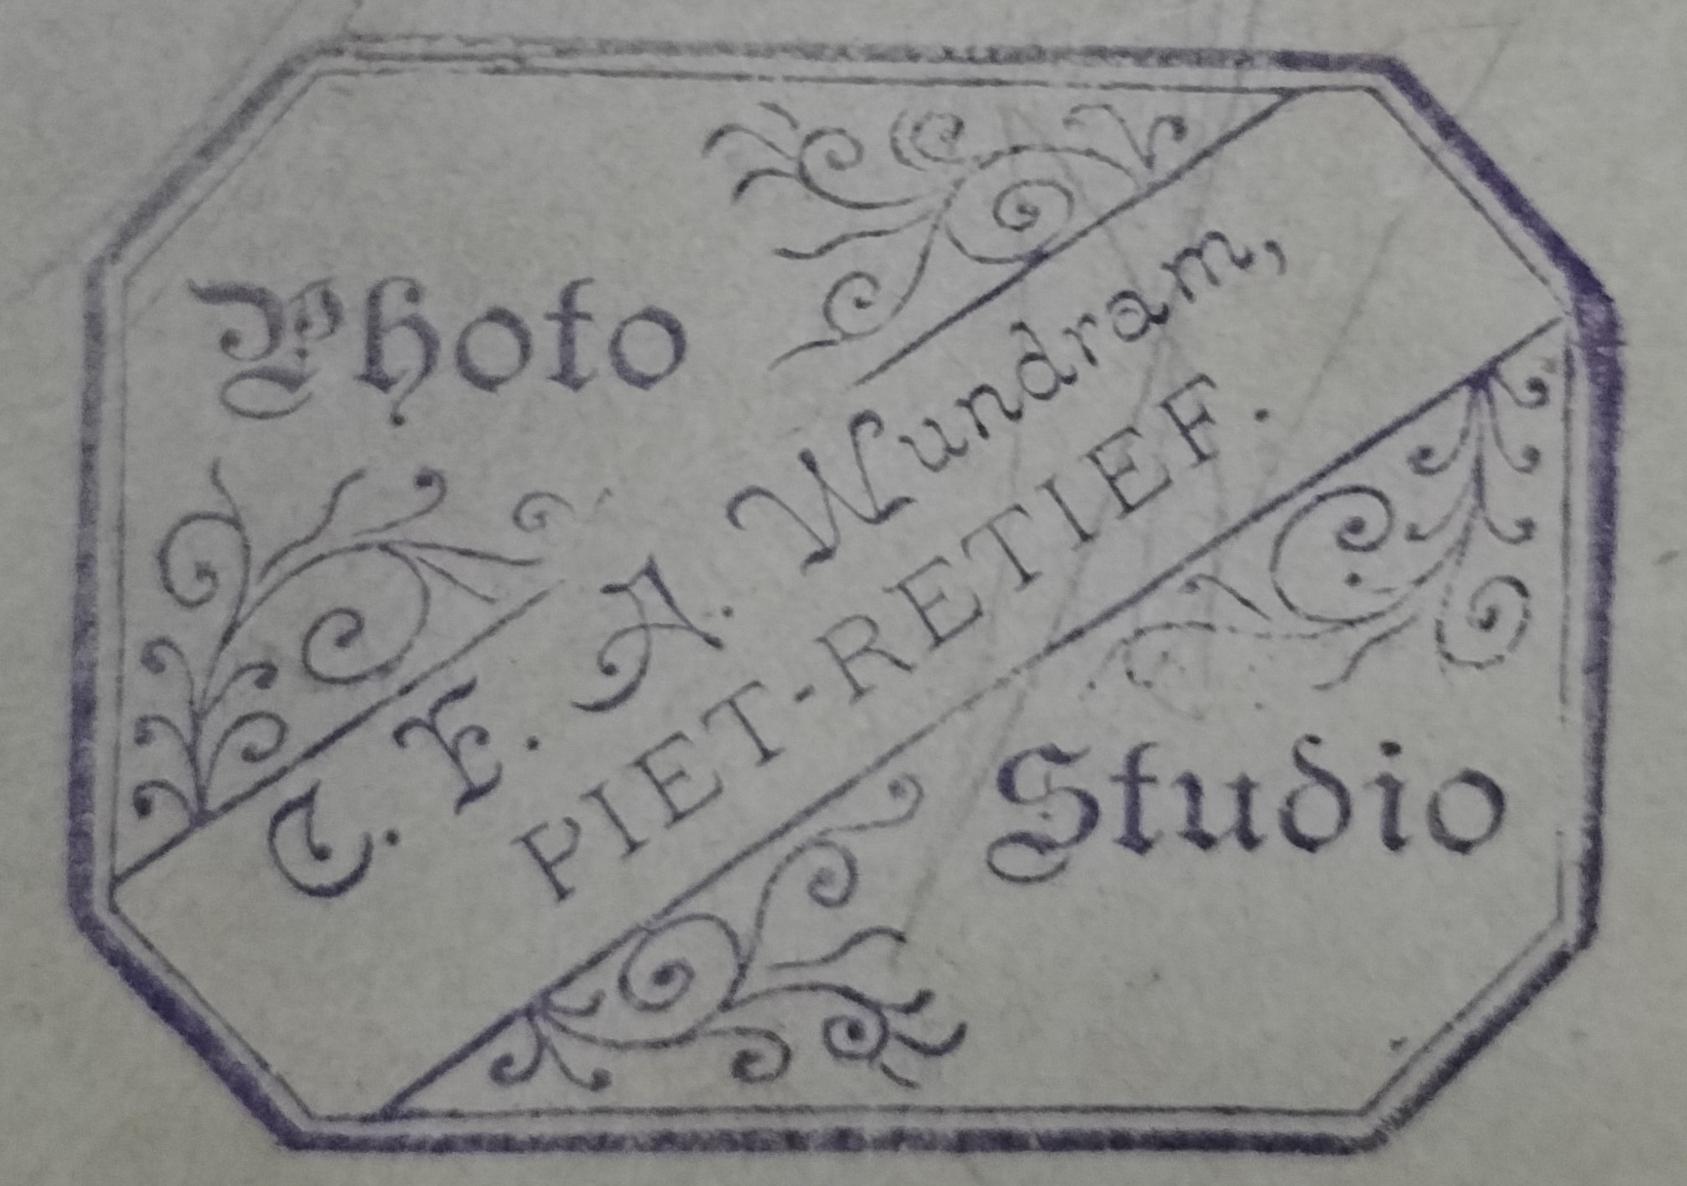 Photo
C. E. A. Wundram,
PIET-RETIEF.
Studio